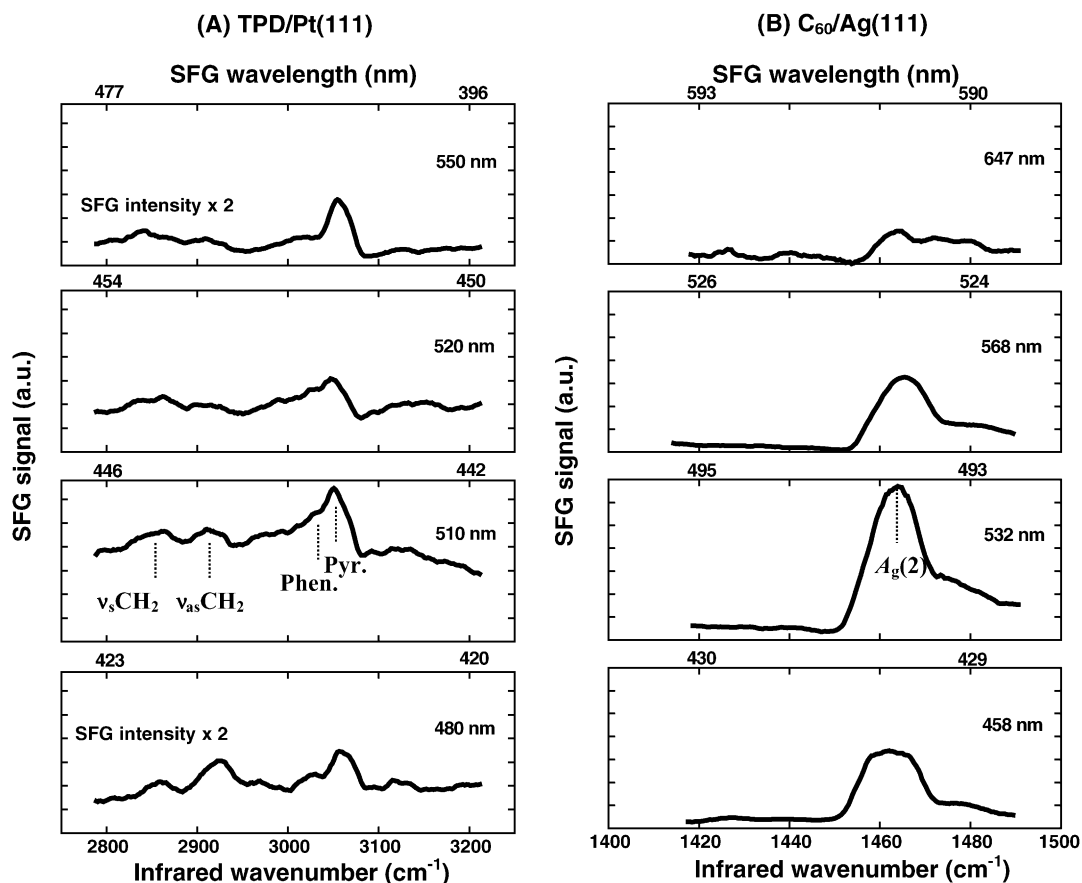 (A) TPD/Pt(111)
SFG wavelength (nm)
477 396
550 nm
SFG intensity x 2
454 450
520 nm
446 442
510 nm
Pyr.
Phen.
νsCH2 νasCH2
423 420
480 nm
SFG intensity x 2
2800 2900 3000 3100 3200
Infrared wavenumber (cm-1)
SFG signal (a.u.)
(B) C60/Ag(111)
SFG wavelength (nm)
593 590
647 nm
526 524
568 nm
495 493
532 nm
Ag(2)
430 429
458 nm
1400 1420 1440 1460 1480 1500
Infrared wavenumber (cm-1)
SFG signal (a.u.)